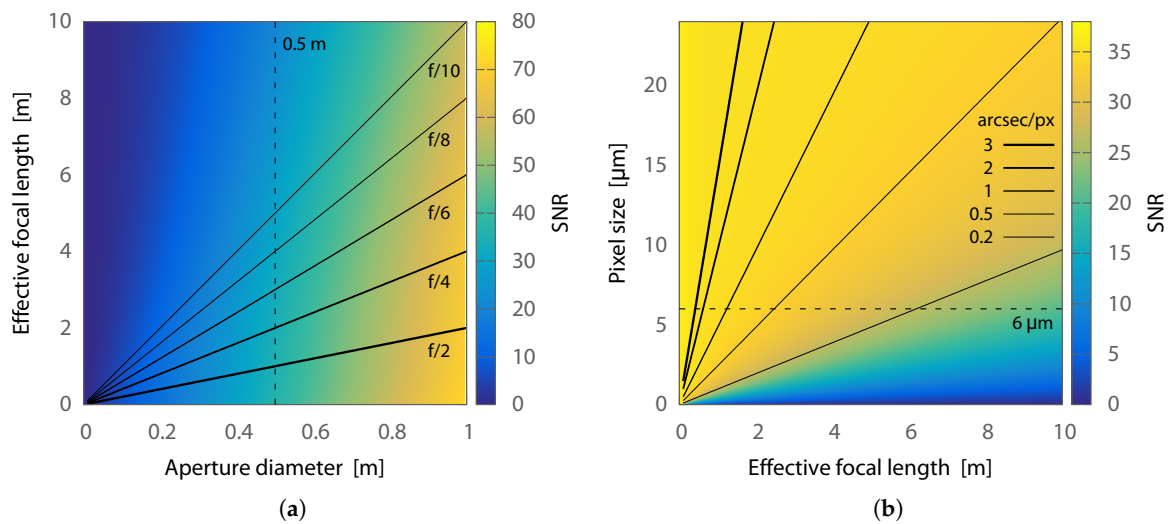 10
8
6
4
2
0
Effective focal length [m]
0.5 m
f/10
f/8
f/6
f/4
f/2
0 0.2 0.4 0.6 0.8 1
Aperture diameter [m]
80
70
60
50
40
30
20
10
0
SNR
(a)
20
15
10
5
0
Pixel size [µm]
arcsec/px
3
2
1
0.5
0.2
6 µm
0 2 4 6 8 10
Effective focal length [m]
35
30
25
20
15
10
5
0
SNR
(b)